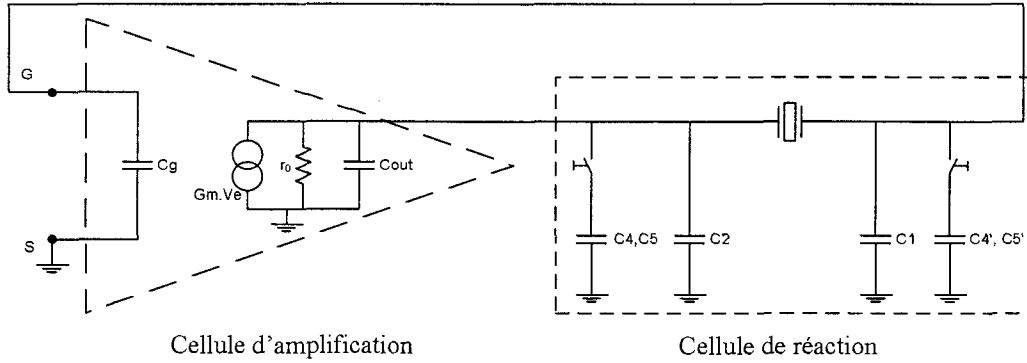 G
Cg
S
Gm.Ve
r₀
Cout
C4,C5
C2
C1
C4', C5'
Cellule d'amplification
Cellule de réaction